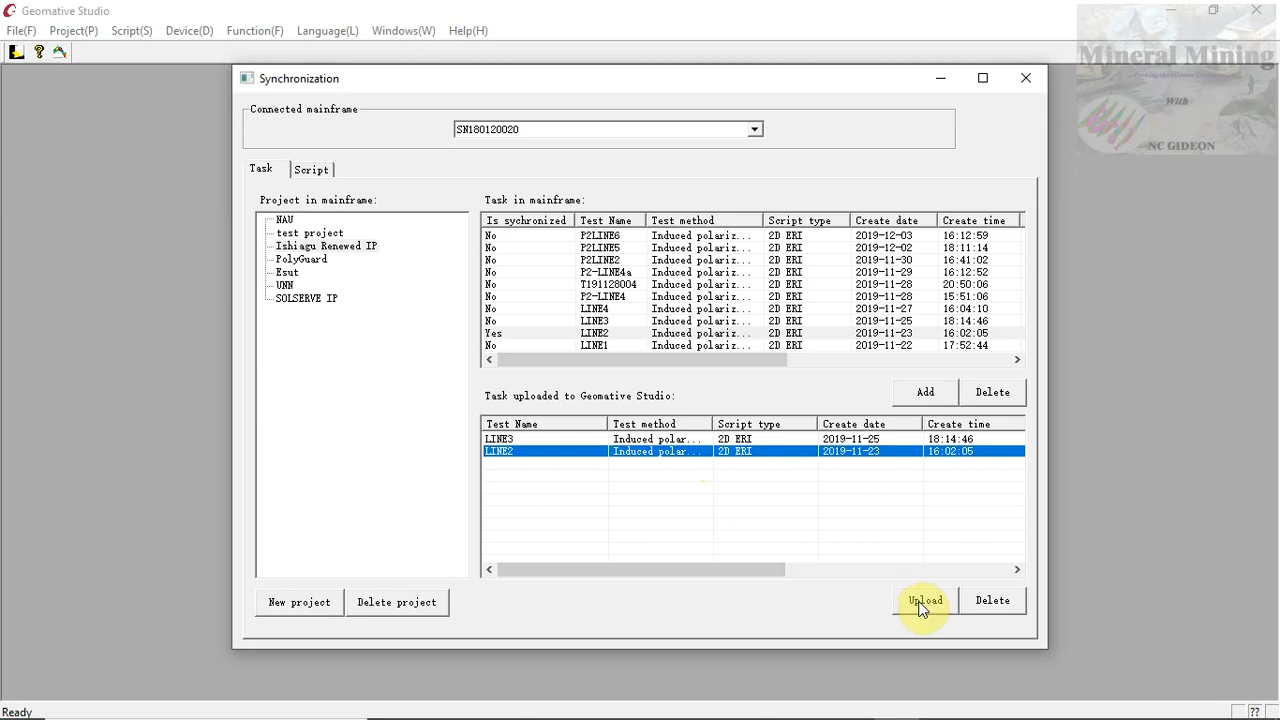 Geomative Studio
File(F) Project(P) Script(S) Device(D) Function(F) Language(L) Windows(W) Help(H)
Mineral Mining
With
NC GIDEON
Synchronization
Connected mainframe
SN180120020
Task Script
Project in mainframe:
NAU
test project
Ishiagu Renewed IP
PolyGuard
Esut
UNN
SOLSERVE IP
Task in mainframe:
Is sychronized Test Name Test method Script type Create date Create time
No P2LINE6 Induced polariz... 2D ERI 2019-12-03 16:12:59
No P2LINE5 Induced polariz... 2D ERI 2019-12-02 18:11:14
No P2LINE2 Induced polariz... 2D ERI 2019-11-30 16:41:02
No P2-LINE4a Induced polariz... 2D ERI 2019-11-29 16:12:52
No T191128004 Induced polariz... 2D ERI 2019-11-28 20:50:06
No P2-LINE4 Induced polariz... 2D ERI 2019-11-28 15:51:06
No LINE4 Induced polariz... 2D ERI 2019-11-27 16:04:10
No LINE3 Induced polariz... 2D ERI 2019-11-25 18:14:46
Yes LINE2 Induced polariz... 2D ERI 2019-11-23 16:02:05
No LINE1 Induced polariz... 2D ERI 2019-11-22 17:52:44
Task uploaded to Geomative Studio:
Add Delete
Test Name Test method Script type Create date Create time
LINE3 Induced polar... 2D ERI 2019-11-25 18:14:46
LINE2 Induced polar... 2D ERI 2019-11-23 16:02:05
New project Delete project
Upload Delete
Ready ??